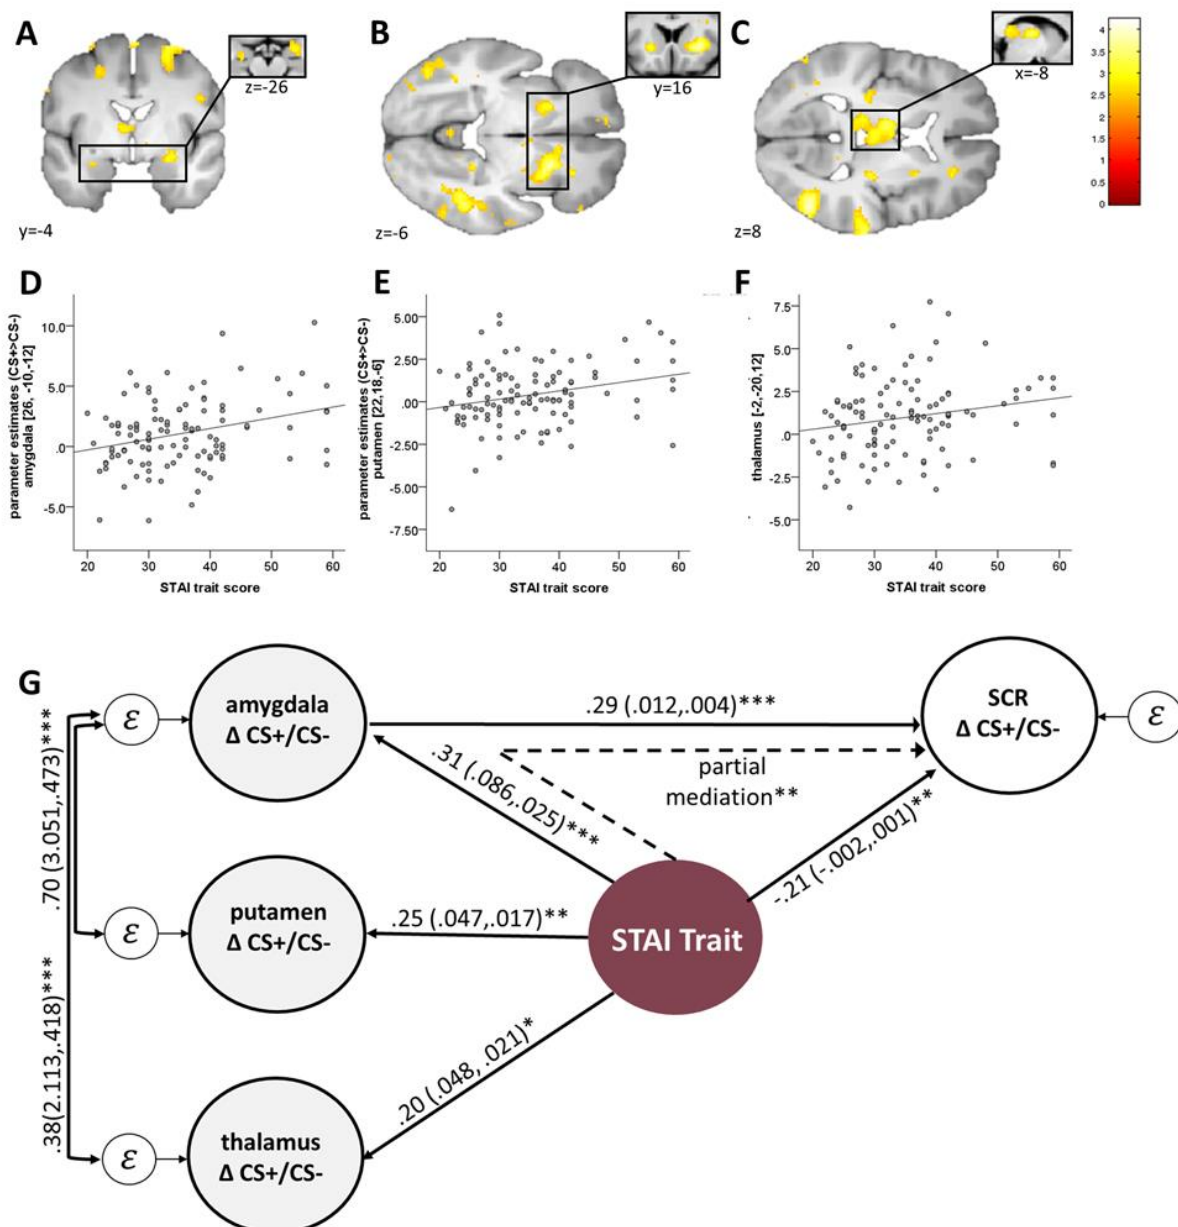 A
z=-26
y=-4
B
y=16
z=-6
C
x=-8
z=8
4
3.5
3
2.5
2
1.5
1
0.5
0
D
parameter estimates (CS+>CS-)
amygdala [26, -10,-12]
10.0
5.0
.0
-5.0
20 30 40 50 60
STAI trait score
E
parameter estimates (CS+>CS-)
putamen [22,18,-6]
5.00
2.50
.00
-2.50
-5.00
-7.50
20 30 40 50 60
STAI trait score
F
thalamus [-2,-20,12]
7.5
5.0
2.5
.0
-2.5
-5.0
20 30 40 50 60
STAI trait score
G
.70 (3.051,.473)***
.38(2.113,.418)***
ε
amygdala
Δ CS+/CS-
ε
putamen
Δ CS+/CS-
ε
thalamus
Δ CS+/CS-
.29 (.012,.004)***
.31 (.086,.025)***
partial
mediation**
.25 (.047,.017)**
.20 (.048, .021)*
-.21 (-.002,.001)**
STAI Trait
SCR
Δ CS+/CS-
ε